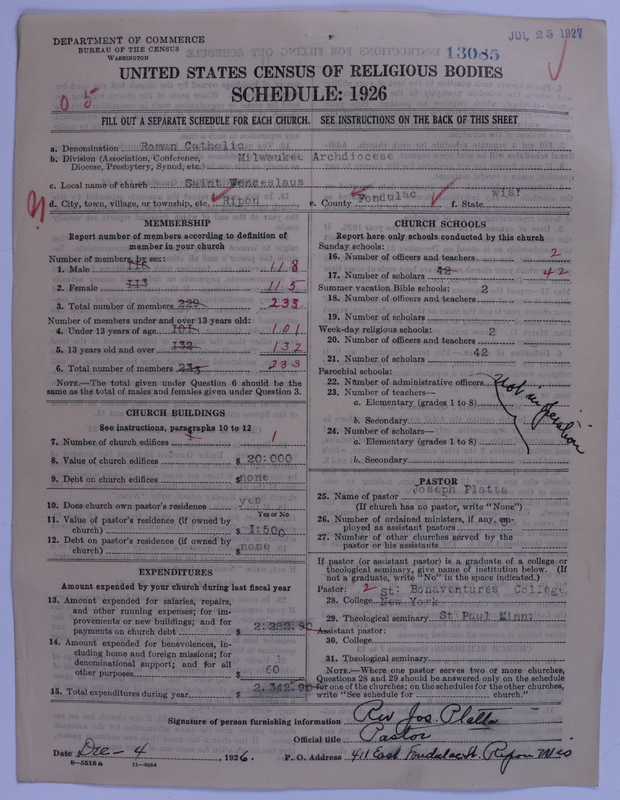 JUL 25 1927
DEPARTMENT OF COMMERCE
BUREAU OF THE CENSUS
WASHINGTON
13085
UNITED STATES CENSUS OF RELIGIOUS BODIES
SCHEDULE: 1926
0 5
FILL OUT A SEPARATE SCHEDULE FOR EACH CHURCH. SEE INSTRUCTIONS ON THE BACK OF THIS SHEET
a. Denomination Roman Catholic
b. Division (Association, Conference, Diocese, Presbytery, Synod, etc.) Milwaukee Archdiocese
c. Local name of church Saint Wenceslaus
d. City, town, village, or township, etc. Ripon e. County Fondulac f. State wis:
MEMBERSHIP
Report number of members according to definition of member in your church
Number of members by sex:
1. Male 118
2. Female 113 115
3. Total number of members 229 233
Number of members under and over 13 years old:
4. Under 13 years of age 101 101
5. 13 years old and over 132 132
6. Total number of members 233 233
NOTE.—The total given under Question 6 should be the same as the total of males and females given under Question 3.
CHURCH BUILDINGS
See instructions, paragraphs 10 to 12
7. Number of church edifices 1
8. Value of church edifices $ 20:000
9. Debt on church edifices $ none
10. Does church own pastor's residence yes
Yes or No
11. Value of pastor's residence (if owned by church) $ 1:500
12. Debt on pastor's residence (if owned by church) $ none
EXPENDITURES
Amount expended by your church during last fiscal year
13. Amount expended for salaries, repairs, and other running expenses; for improvements or new buildings; and for payments on church debt $ 2:282.90
14. Amount expended for benevolences, including home and foreign missions; for denominational support; and for all other purposes $ 60
15. Total expenditures during year $ 2.342.90
CHURCH SCHOOLS
Report here only schools conducted by this church
Sunday schools:
16. Number of officers and teachers 2
17. Number of scholars 42 42
Summer vacation Bible schools: 2
18. Number of officers and teachers
19. Number of scholars
Week-day religious schools: 2
20. Number of officers and teachers
21. Number of scholars 42
Parochial schools:
22. Number of administrative officers
23. Number of teachers—
a. Elementary (grades 1 to 8)
b. Secondary
24. Number of scholars—
a. Elementary (grades 1 to 8)
b. Secondary
Not in operation
PASTOR
25. Name of pastor Joseph Platta
(If church has no pastor, write "None")
26. Number of ordained ministers, if any, employed as assistant pastors
27. Number of other churches served by the pastor or his assistants
If pastor (or assistant pastor) is a graduate of a college or theological seminary, give name of institution below. (If not a graduate, write "No" in the space indicated.)
Pastor: 2 St: Bonaventures College
28. College New York
29. Theological seminary St Paul Minn:
Assistant pastor:
30. College
31. Theological seminary
NOTE.—Where one pastor serves two or more churches, Questions 28 and 29 should be answered only on the schedule for one of the churches; on the schedules for the other churches, write "See schedule for church."
Signature of person furnishing information Rev Jos. Platta
Official title Pastor
Date Dec - 4, 1926. P. O. Address 411 East Fondulac St. Ripon Wis
8—5518a 11—9554